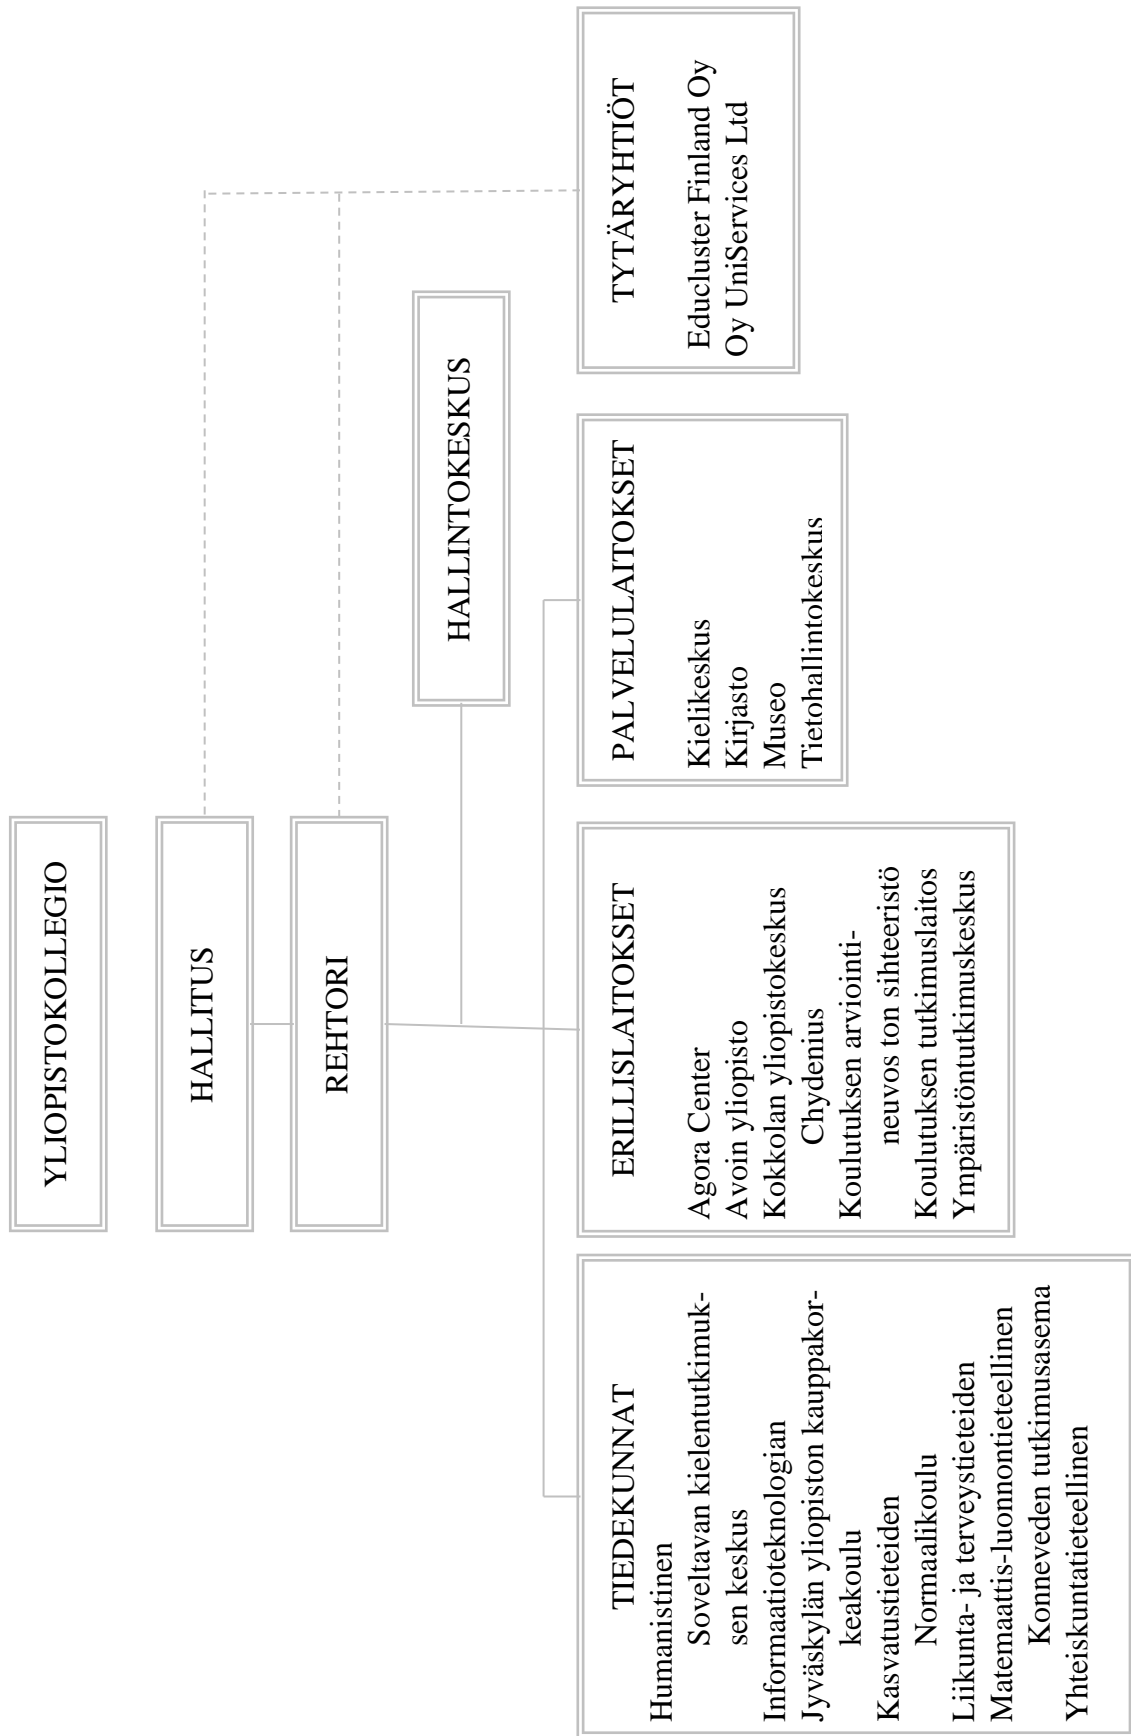 YLIOPISTOKOLLEGIO
HALLITUS
REHTORI
HALLINTOKESKUS
TIEDEKUNNAT
Humanistinen
Soveltavan kielentutkimuk-
sen keskus
Informaatioteknologian
Jyväskylän yliopiston kauppakor-
keakoulu
Kasvatustieteiden
Normaalikoulu
Liikunta- ja terveystieteiden
Matemaattis-luonnontieteellinen
Konneveden tutkimusasema
Yhteiskuntatieteellinen
ERILLISLAITOKSET
Agora Center
Avoin yliopisto
Kokkolan yliopistokeskus
Chydenius
Koulutuksen arviointi-
neuvos ton sihteeristö
Koulutuksen tutkimuslaitos
Ympäristöntutkimuskeskus
PALVELULAITOKSET
Kielikeskus
Kirjasto
Museo
Tietohallintokeskus
TYTÄRYHTIÖT
Educluster Finland Oy
Oy UniServices Ltd